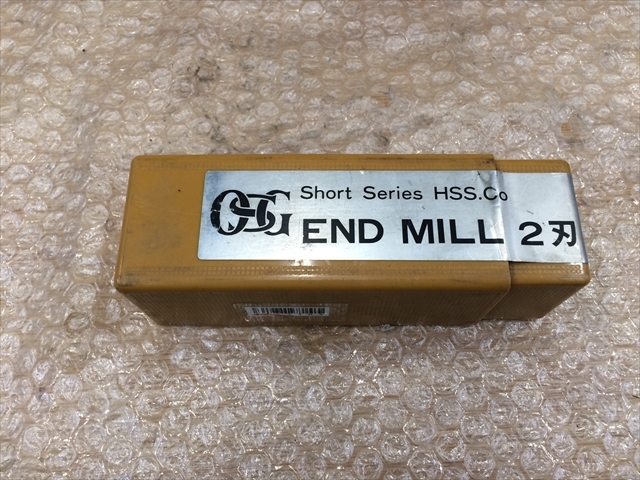 OSG
Short Series HSS.Co
END MILL 2刃